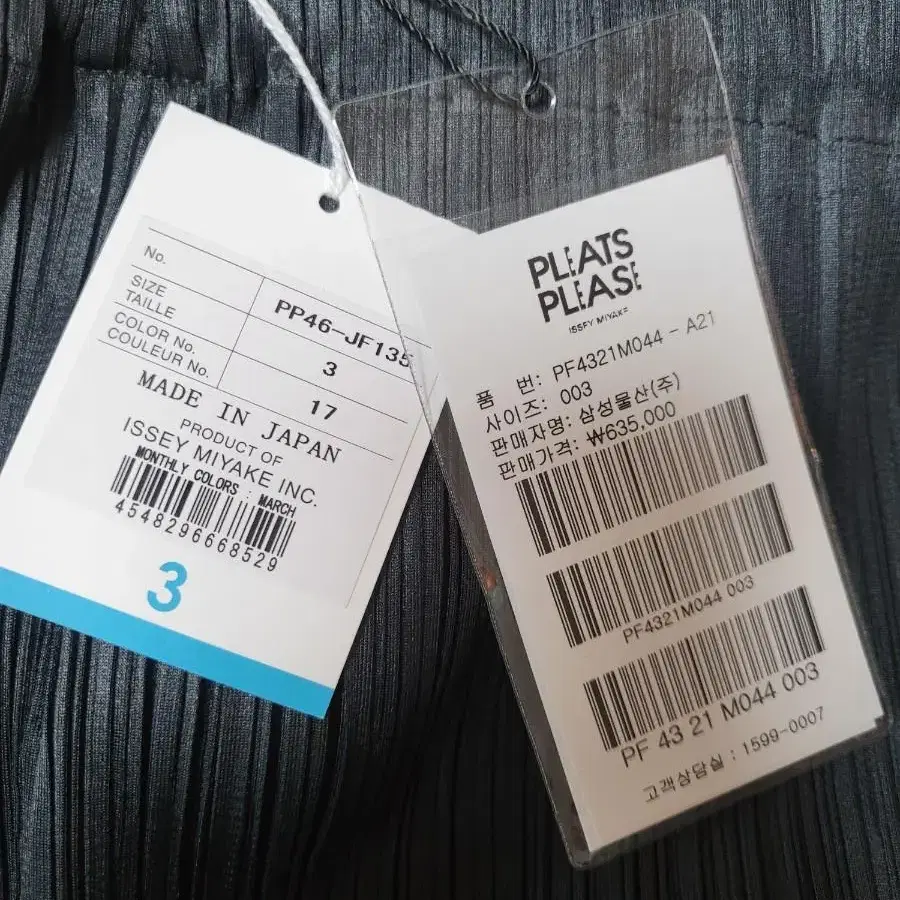 No.
PP46-JF135
SIZE
TAILLE
3
COLOR No.
COULEUR No.
17
MADE IN JAPAN
PRODUCT OF
ISSEY MIYAKE INC.
MONTHLY COLORS : MARCH
4548296668529
3
PLEATS
PLEASE
ISSEY MIYAKE
품 번: PF4321M044 - A21
사이즈: 003
판매자명: 삼성물산(주)
판매가격: ₩635,000
PF4321M044 003
PF 43 21 M044 003
고객상담실 : 1599-0007